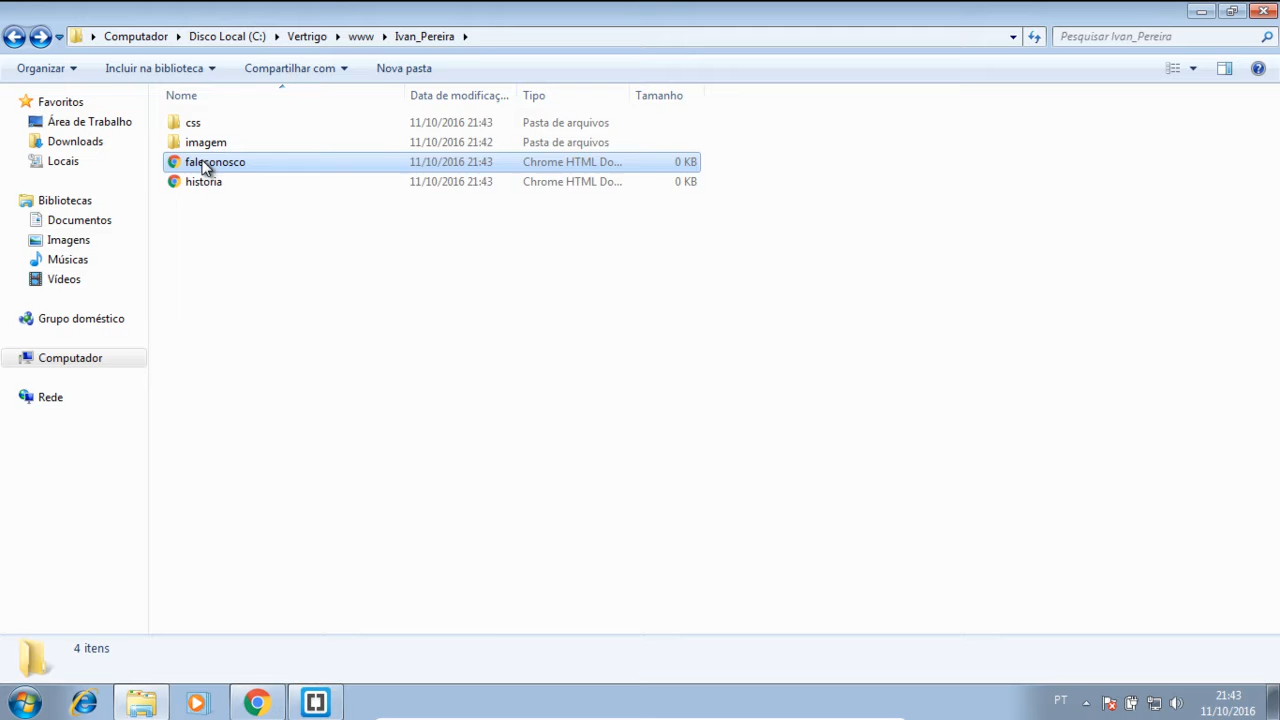 Computador Disco Local (C:) Vertrigo www Ivan_Pereira Pesquisar Ivan_Pereira
Organizar Incluir na biblioteca Compartilhar com Nova pasta
Nome Data de modificaç... Tipo Tamanho
Favoritos
Área de Trabalho
Downloads
Locais
Bibliotecas
Documentos
Imagens
Músicas
Vídeos
Grupo doméstico
Computador
Rede
css 11/10/2016 21:43 Pasta de arquivos
imagem 11/10/2016 21:42 Pasta de arquivos
faleconosco 11/10/2016 21:43 Chrome HTML Do... 0 KB
historia 11/10/2016 21:43 Chrome HTML Do... 0 KB
4 itens
PT 21:43
11/10/2016